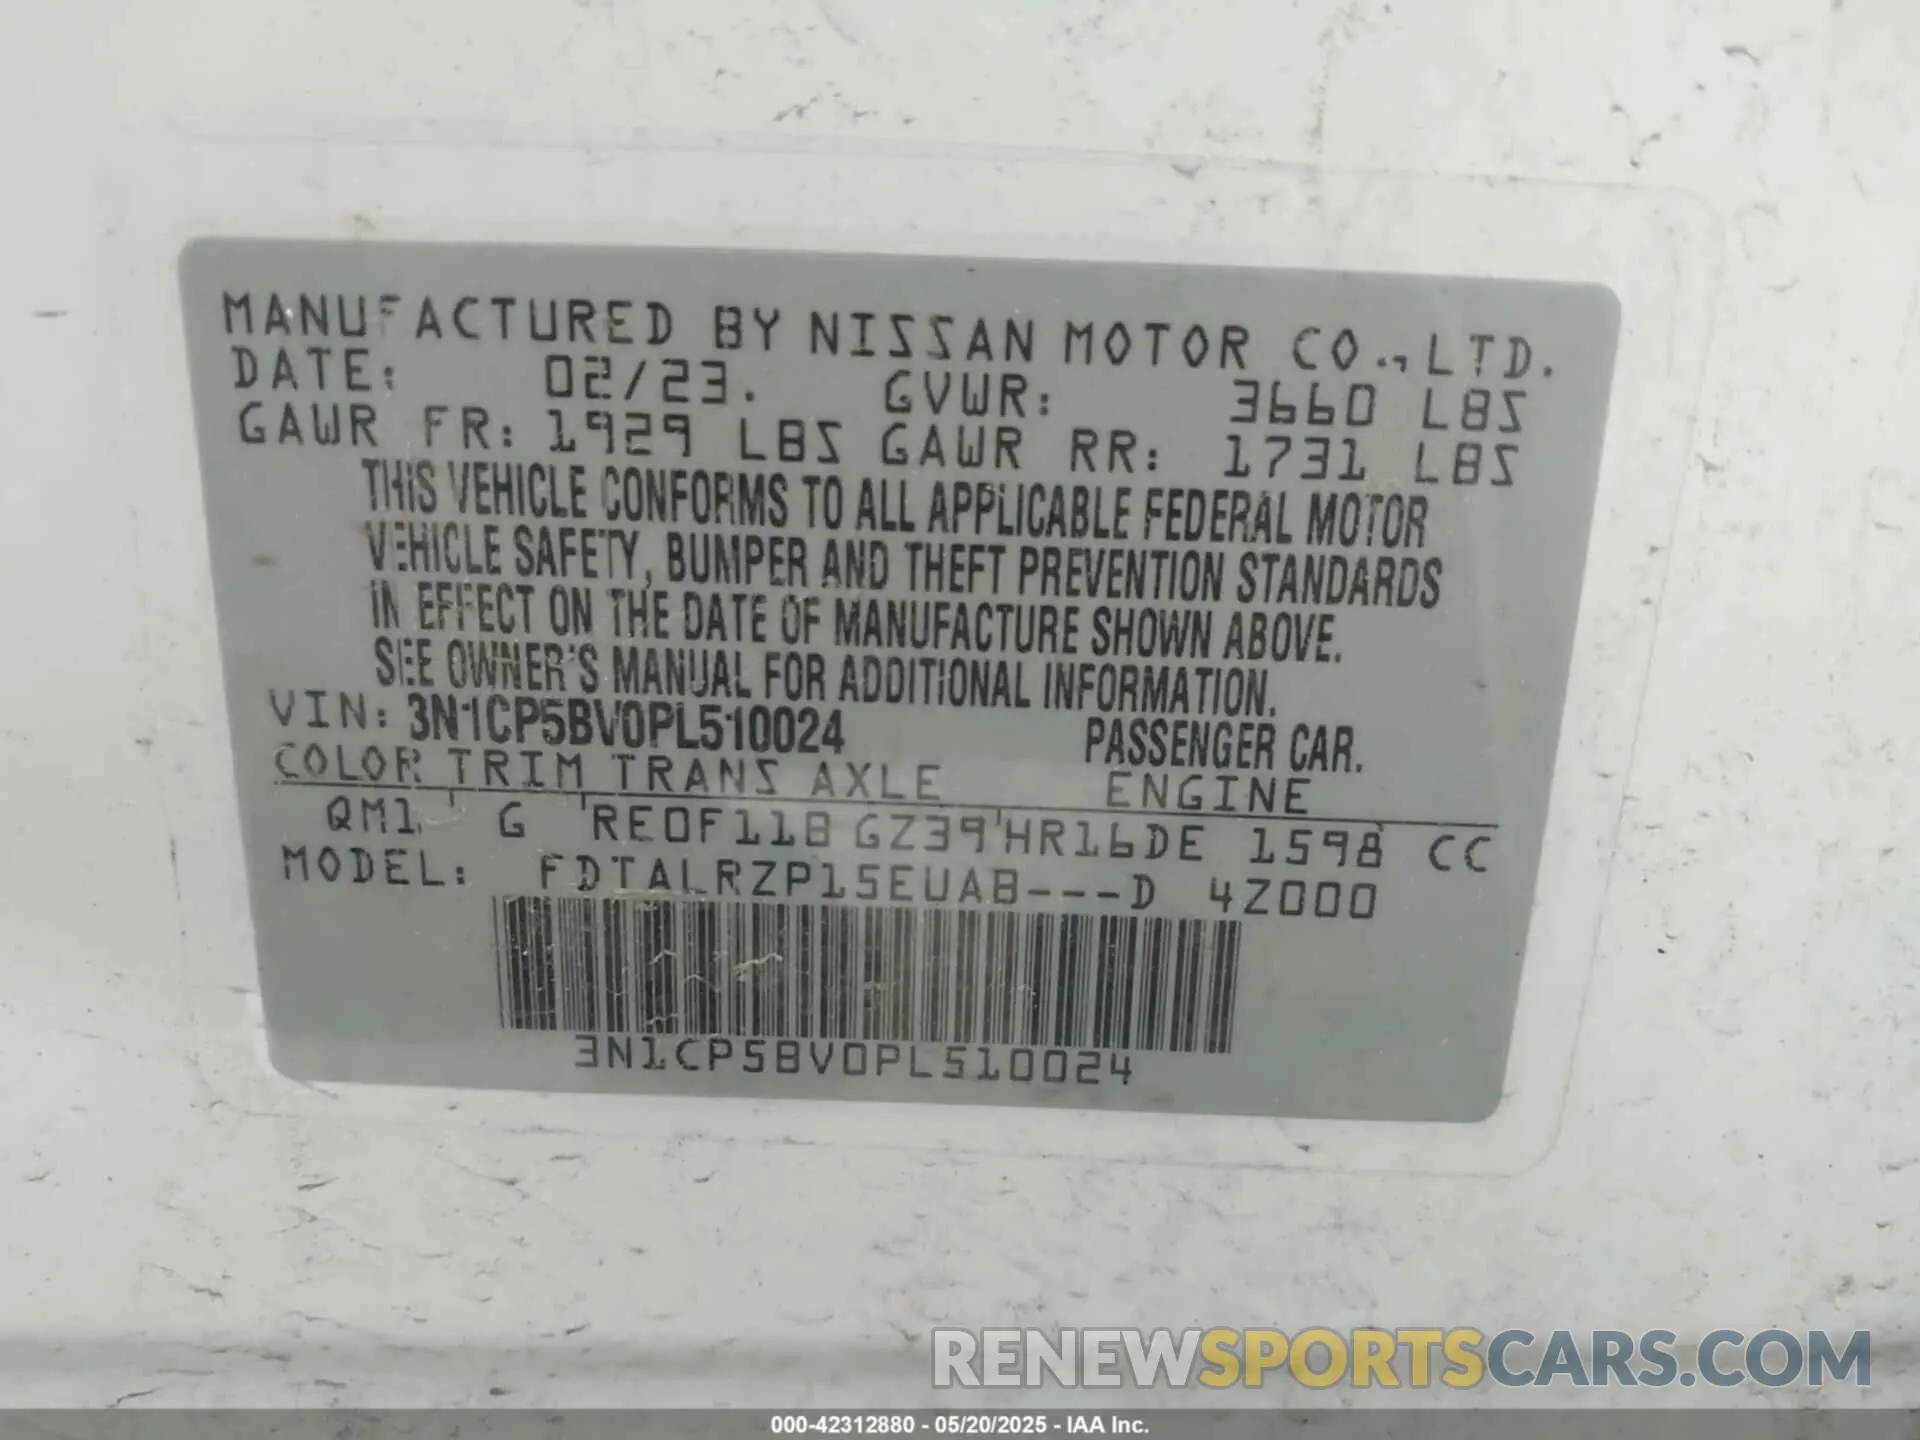 MANUFACTURED BY NISSAN MOTOR CO.,LTD.
DATE: 02/23. GVWR: 3660 LBS
GAWR FR: 1929 LBS GAWR RR: 1731 LBS
THIS VEHICLE CONFORMS TO ALL APPLICABLE FEDERAL MOTOR
VEHICLE SAFETY, BUMPER AND THEFT PREVENTION STANDARDS
IN EFFECT ON THE DATE OF MANUFACTURE SHOWN ABOVE.
SEE OWNER'S MANUAL FOR ADDITIONAL INFORMATION.
VIN: 3N1CP5BV0PL510024 PASSENGER CAR.
COLOR TRIM TRANS AXLE ENGINE
QM1 G RE0F11B GZ39 HR16DE 1598 CC
MODEL: FDTALRZP15EUAB---D 4Z000
3N1CP5BV0PL510024
RENEWSPORTSCARS.COM
000-42312880 - 05/20/2025 - IAA Inc.